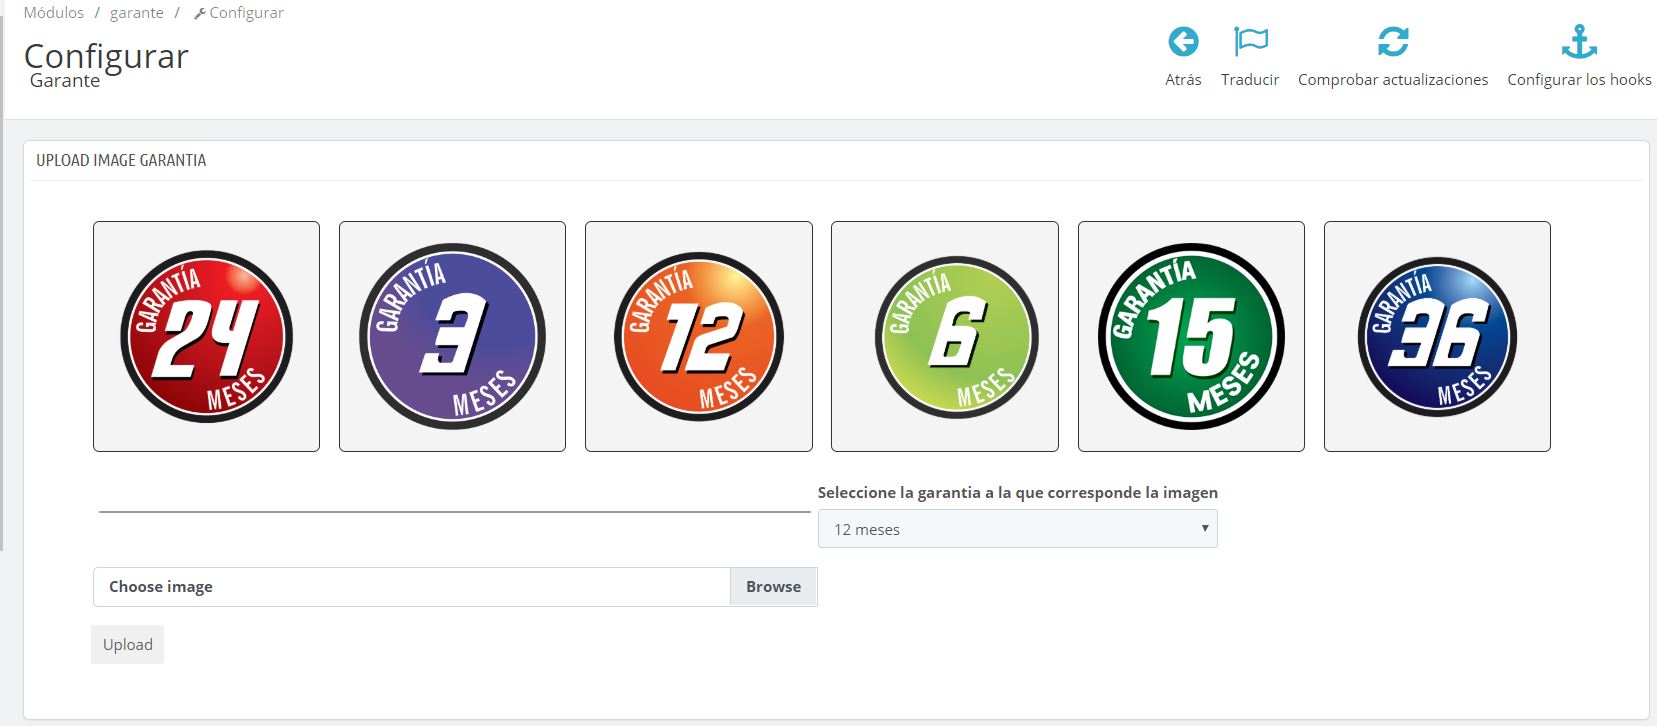 Módulos / garante / Configurar
Configurar
Garante
Atrás
Traducir
Comprobar actualizaciones
Configurar los hooks
UPLOAD IMAGE GARANTIA
GARANTÍA
24
MESES
GARANTÍA
3
MESES
GARANTÍA
12
MESES
GARANTÍA
6
MESES
GARANTÍA
15
MESES
GARANTÍA
36
MESES
Seleccione la garantia a la que corresponde la imagen
12 meses
Choose image
Browse
Upload